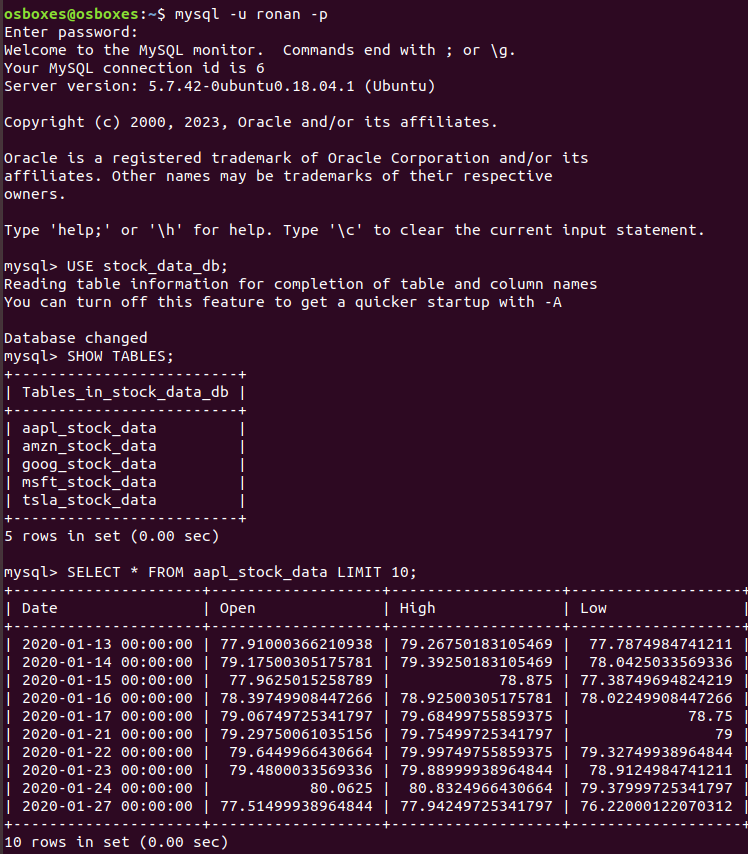 osboxes@osboxes:~$ mysql -u ronan -p
Enter password:
Welcome to the MySQL monitor.  Commands end with ; or \g.
Your MySQL connection id is 6
Server version: 5.7.42-0ubuntu0.18.04.1 (Ubuntu)

Copyright (c) 2000, 2023, Oracle and/or its affiliates.

Oracle is a registered trademark of Oracle Corporation and/or its
affiliates. Other names may be trademarks of their respective
owners.

Type 'help;' or '\h' for help. Type '\c' to clear the current input statement.

mysql> USE stock_data_db;
Reading table information for completion of table and column names
You can turn off this feature to get a quicker startup with -A

Database changed
mysql> SHOW TABLES;
+-------------------------+
| Tables_in_stock_data_db |
+-------------------------+
| aapl_stock_data         |
| amzn_stock_data         |
| goog_stock_data         |
| msft_stock_data         |
| tsla_stock_data         |
+-------------------------+
5 rows in set (0.00 sec)

mysql> SELECT * FROM aapl_stock_data LIMIT 10;
+---------------------+-------------------+-------------------+-------------------+
| Date                | Open              | High              | Low               |
+---------------------+-------------------+-------------------+-------------------+
| 2020-01-13 00:00:00 | 77.91000366210938 | 79.26750183105469 |  77.7874984741211 |
| 2020-01-14 00:00:00 | 79.17500305175781 | 79.39250183105469 |  78.0425033569336 |
| 2020-01-15 00:00:00 |  77.9625015258789 |            78.875 | 77.38749694824219 |
| 2020-01-16 00:00:00 | 78.39749908447266 | 78.92500305175781 | 78.02249908447266 |
| 2020-01-17 00:00:00 | 79.06749725341797 | 79.68499755859375 |             78.75 |
| 2020-01-21 00:00:00 | 79.29750061035156 | 79.75499725341797 |                79 |
| 2020-01-22 00:00:00 |  79.6449966430664 | 79.99749755859375 | 79.32749938964844 |
| 2020-01-23 00:00:00 |  79.4800033569336 | 79.88999938964844 |  78.9124984741211 |
| 2020-01-24 00:00:00 |           80.0625 |  80.8324966430664 | 79.37999725341797 |
| 2020-01-27 00:00:00 | 77.51499938964844 | 77.94249725341797 | 76.22000122070312 |
+---------------------+-------------------+-------------------+-------------------+
10 rows in set (0.00 sec)